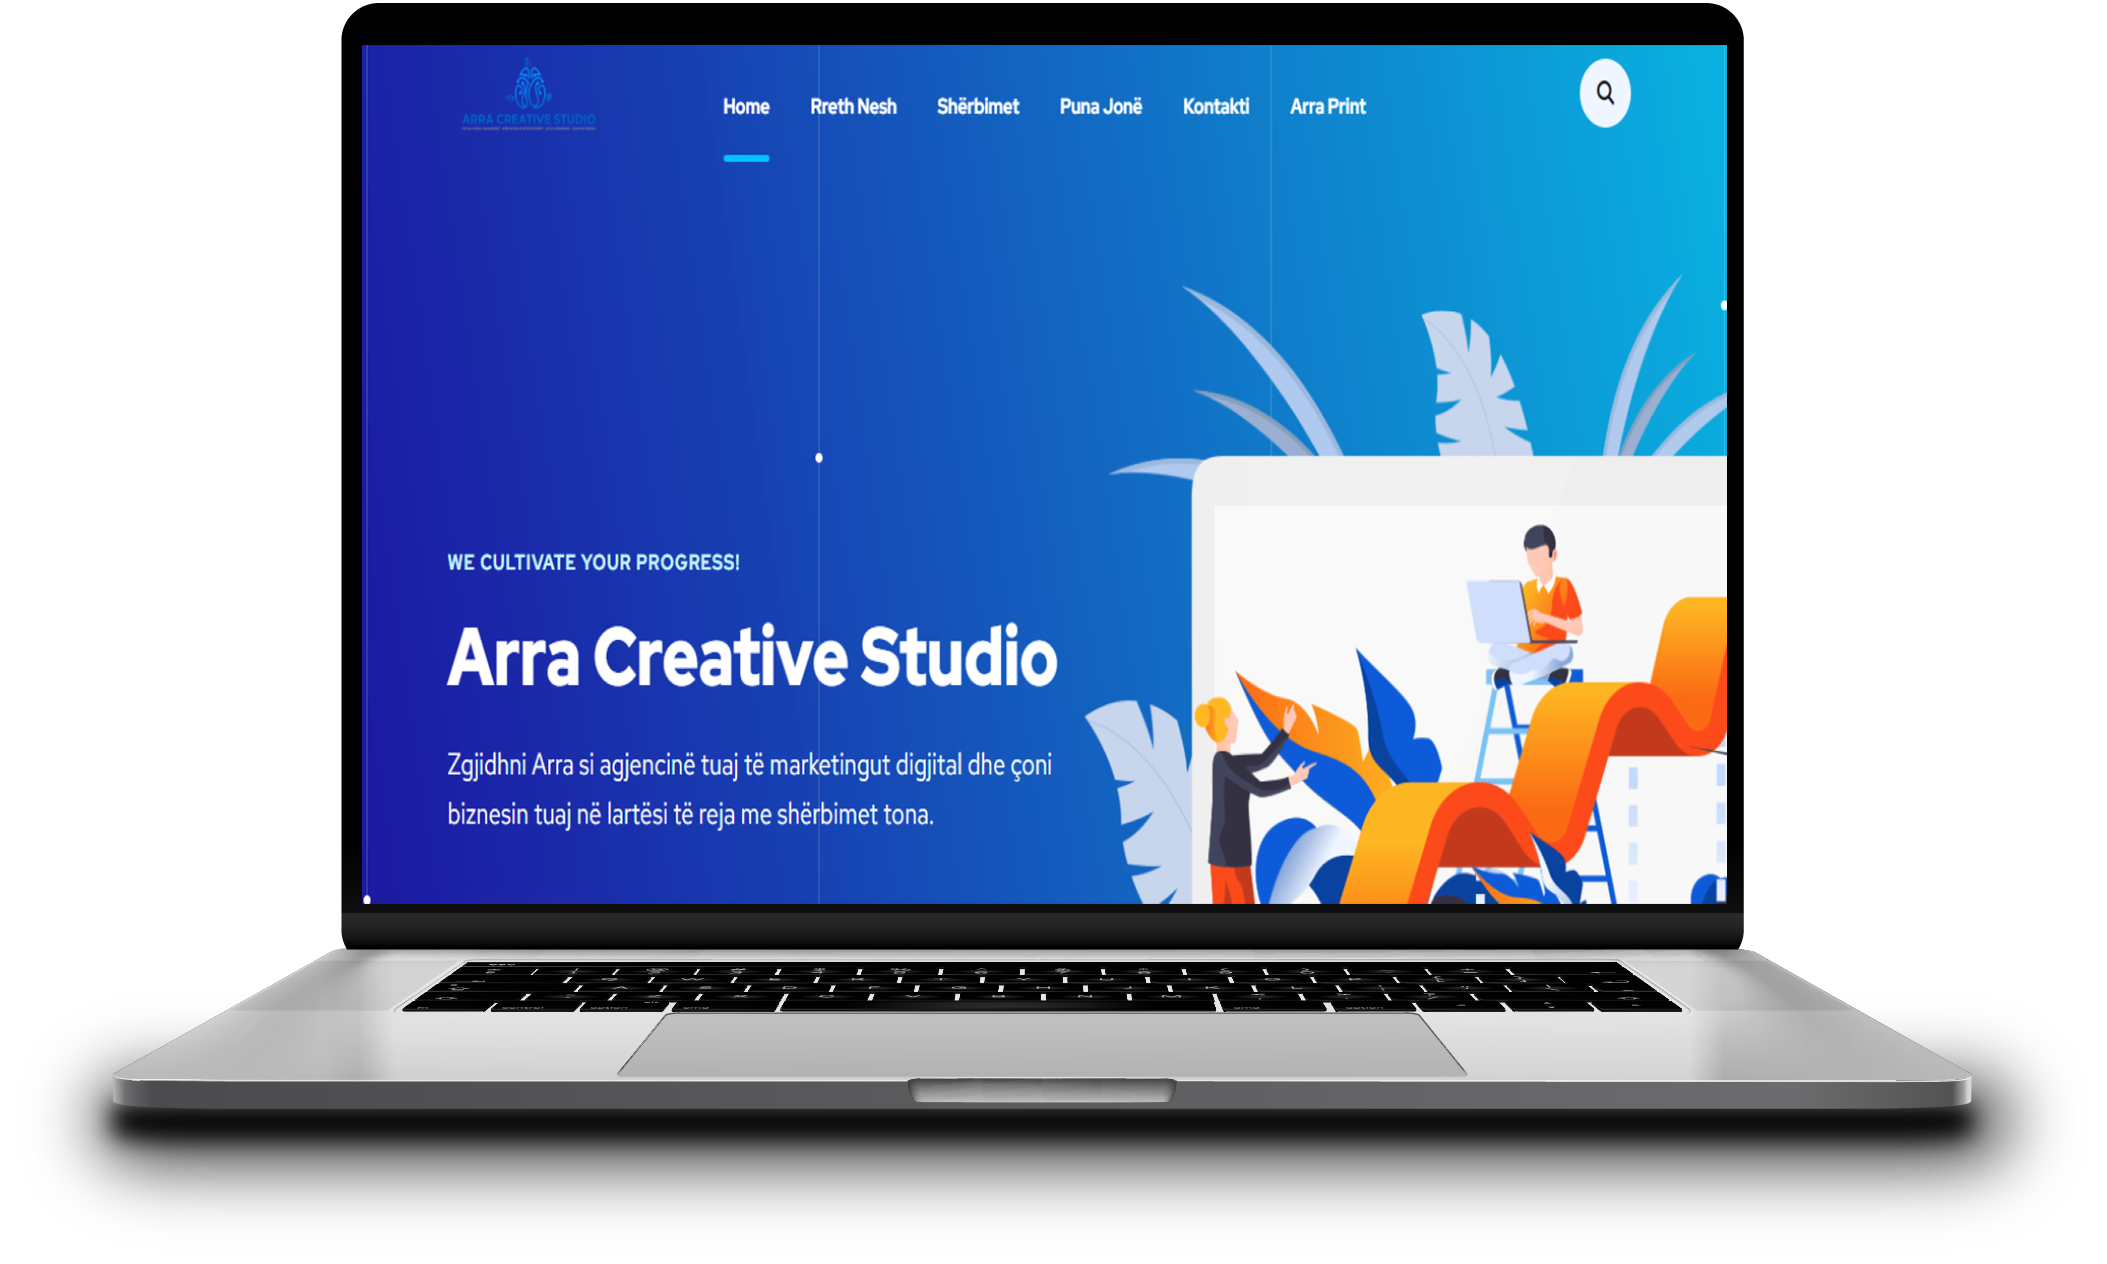 ARRA CREATIVE STUDIO
Home Rreth Nesh Shërbimet Puna Jonë Kontakti Arra Print
WE CULTIVATE YOUR PROGRESS!
Arra Creative Studio
Zgjidhni Arra si agjencinë tuaj të marketingut digjital dhe çoni
biznesin tuaj në lartësi të reja me shërbimet tona.